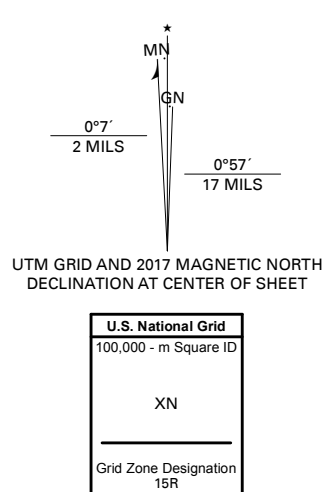 ★
MN
GN
0°7´
2 MILS
0°57´
17 MILS
UTM GRID AND 2017 MAGNETIC NORTH
DECLINATION AT CENTER OF SHEET
U.S. National Grid
100,000 - m Square ID
XN
Grid Zone Designation
15R